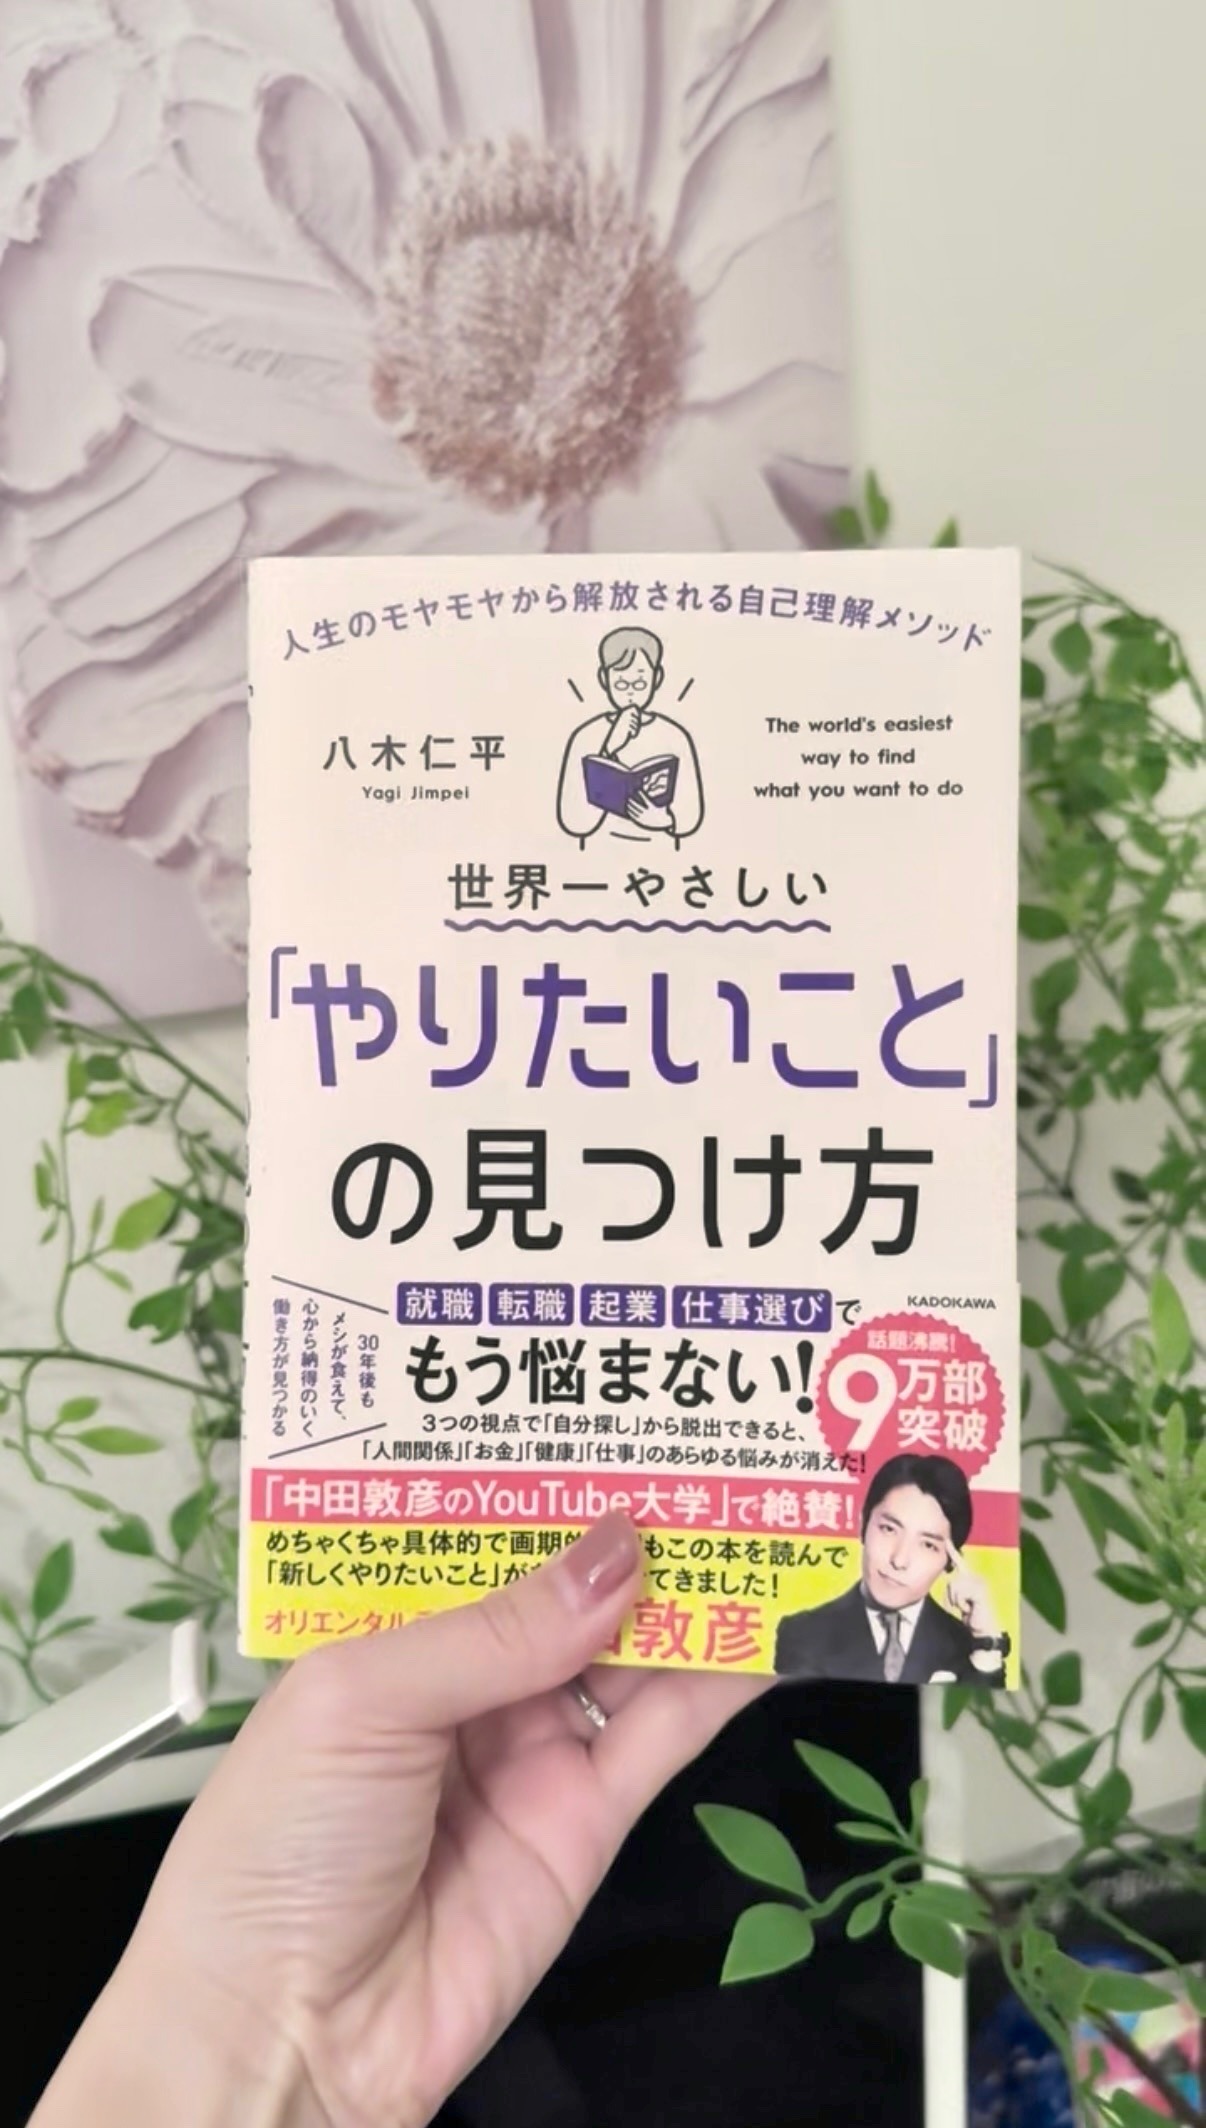 人生のモヤモヤから解放される自己理解メソッド
八木仁平
Yagi Jimpei
The world's easiest
way to find
what you want to do
世界一やさしい
「やりたいこと」
の見つけ方
KADOKAWA
就職 転職 起業 仕事選びで
もう悩まない!
30年後も
メシが食えて、
心から納得のいく
働き方が見つかる
話題沸騰!
9万部
突破
3つの視点で「自分探し」から脱出できると、
「人間関係」「お金」「健康」「仕事」のあらゆる悩みが消えた!
「中田敦彦のYouTube大学」で絶賛!
めちゃくちゃ具体的で画期 もこの本を読んで
「新しくやりたいこと」が てきました!
オリエンタル 敦彦